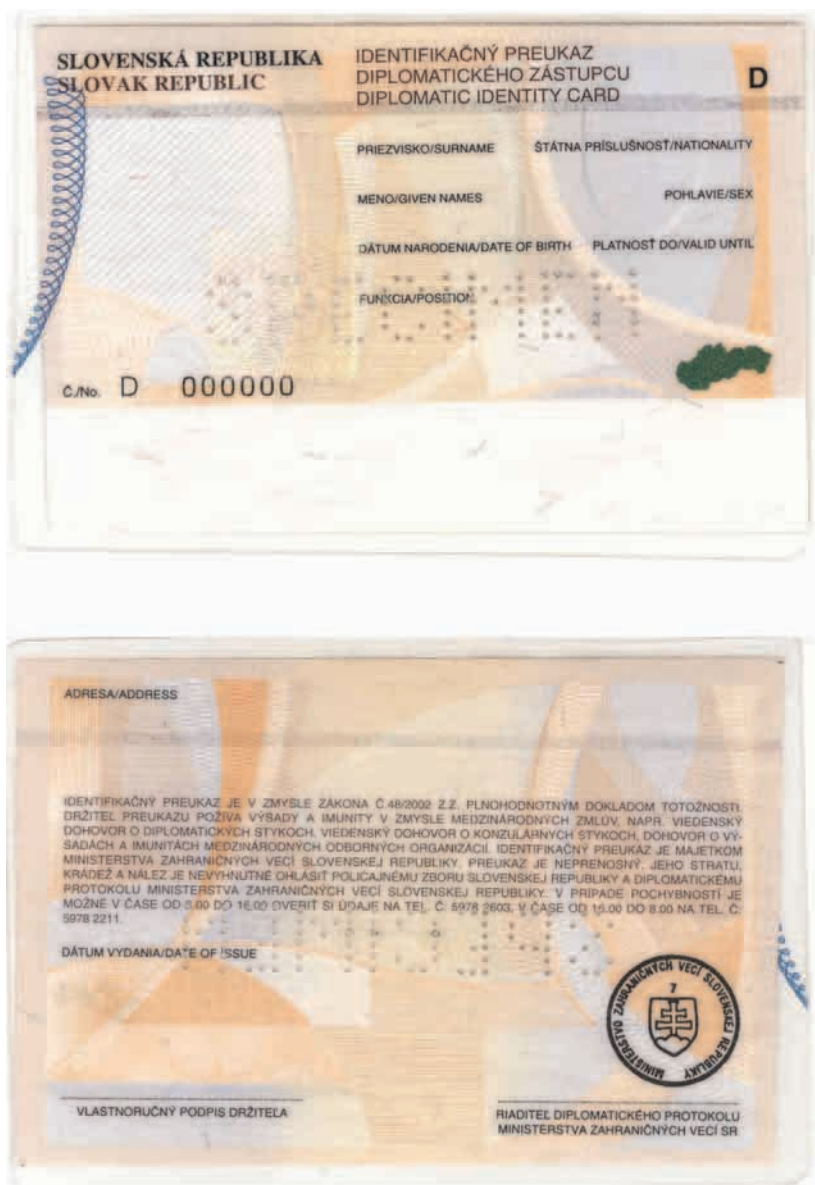 SLOVENSKÁ REPUBLIKA
SLOVAK REPUBLIC
IDENTIFIKAČNÝ PREUKAZ
DIPLOMATICKÉHO ZÁSTUPCU
DIPLOMATIC IDENTITY CARD
D
PRIEZVISKO/SURNAME ŠTÁTNA PRÍSLUŠNOSŤ/NATIONALITY
MENO/GIVEN NAMES POHLAVIE/SEX
DÁTUM NARODENIA/DATE OF BIRTH PLATNOSŤ DO/VALID UNTIL
FUNKCIA/POSITION
Č./No. D 000000
ADRESA/ADDRESS
IDENTIFIKAČNÝ PREUKAZ JE V ZMYSLE ZÁKONA Č.48/2002 Z.Z. PLNOHODNOTNÝM DOKLADOM TOTOŽNOSTI.
DRŽITEĽ PREUKAZU POŽÍVA VÝSADY A IMUNITY V ZMYSLE MEDZINÁRODNÝCH ZMLÚV, NAPR. VIEDENSKÝ
DOHOVOR O DIPLOMATICKÝCH STYKOCH, VIEDENSKÝ DOHOVOR O KONZULÁRNYCH STYKOCH, DOHOVOR O VÝ-
SADÁCH A IMUNITÁCH MEDZINÁRODNÝCH ODBORNÝCH ORGANIZÁCIÍ. IDENTIFIKAČNÝ PREUKAZ JE MAJETKOM
MINISTERSTVA ZAHRANIČNÝCH VECÍ SLOVENSKEJ REPUBLIKY. PREUKAZ JE NEPRENOSNÝ. JEHO STRATU,
KRÁDEŽ A NÁLEZ JE NEVYHNUTNÉ OHLÁSIŤ POLICAJNÉMU ZBORU SLOVENSKEJ REPUBLIKY A DIPLOMATICKÉMU
PROTOKOLU MINISTERSTVA ZAHRANIČNÝCH VECÍ SLOVENSKEJ REPUBLIKY. V PRÍPADE POCHYBNOSTÍ JE
MOŽNÉ V ČASE OD 8.00 DO 16.00 OVERIŤ SI ÚDAJE NA TEL. Č. 5978 2603, V ČASE OD 16.00 DO 8.00 NA TEL. Č.
5978 2211.
DÁTUM VYDANIA/DATE OF ISSUE
MINISTERSTVO ZAHRANIČNÝCH VECÍ SLOVENSKEJ REPUBLIKY
7
VLASTNORUČNÝ PODPIS DRŽITEĽA
RIADITEĽ DIPLOMATICKÉHO PROTOKOLU
MINISTERSTVA ZAHRANIČNÝCH VECÍ SR